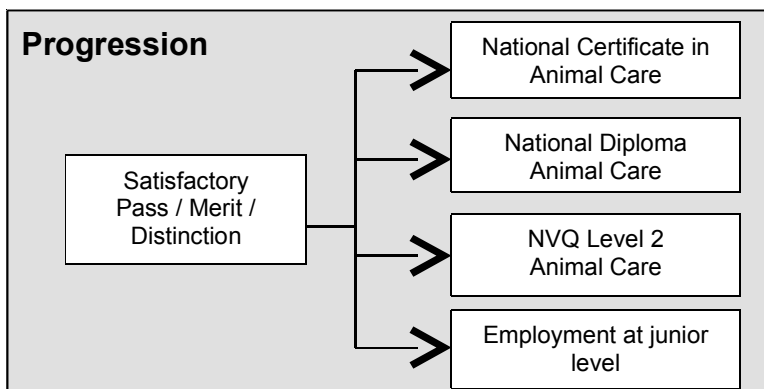 Progression
National Certificate in
Animal Care
National Diploma
Animal Care
Satisfactory
Pass / Merit /
Distinction
NVQ Level 2
Animal Care
Employment at junior
level